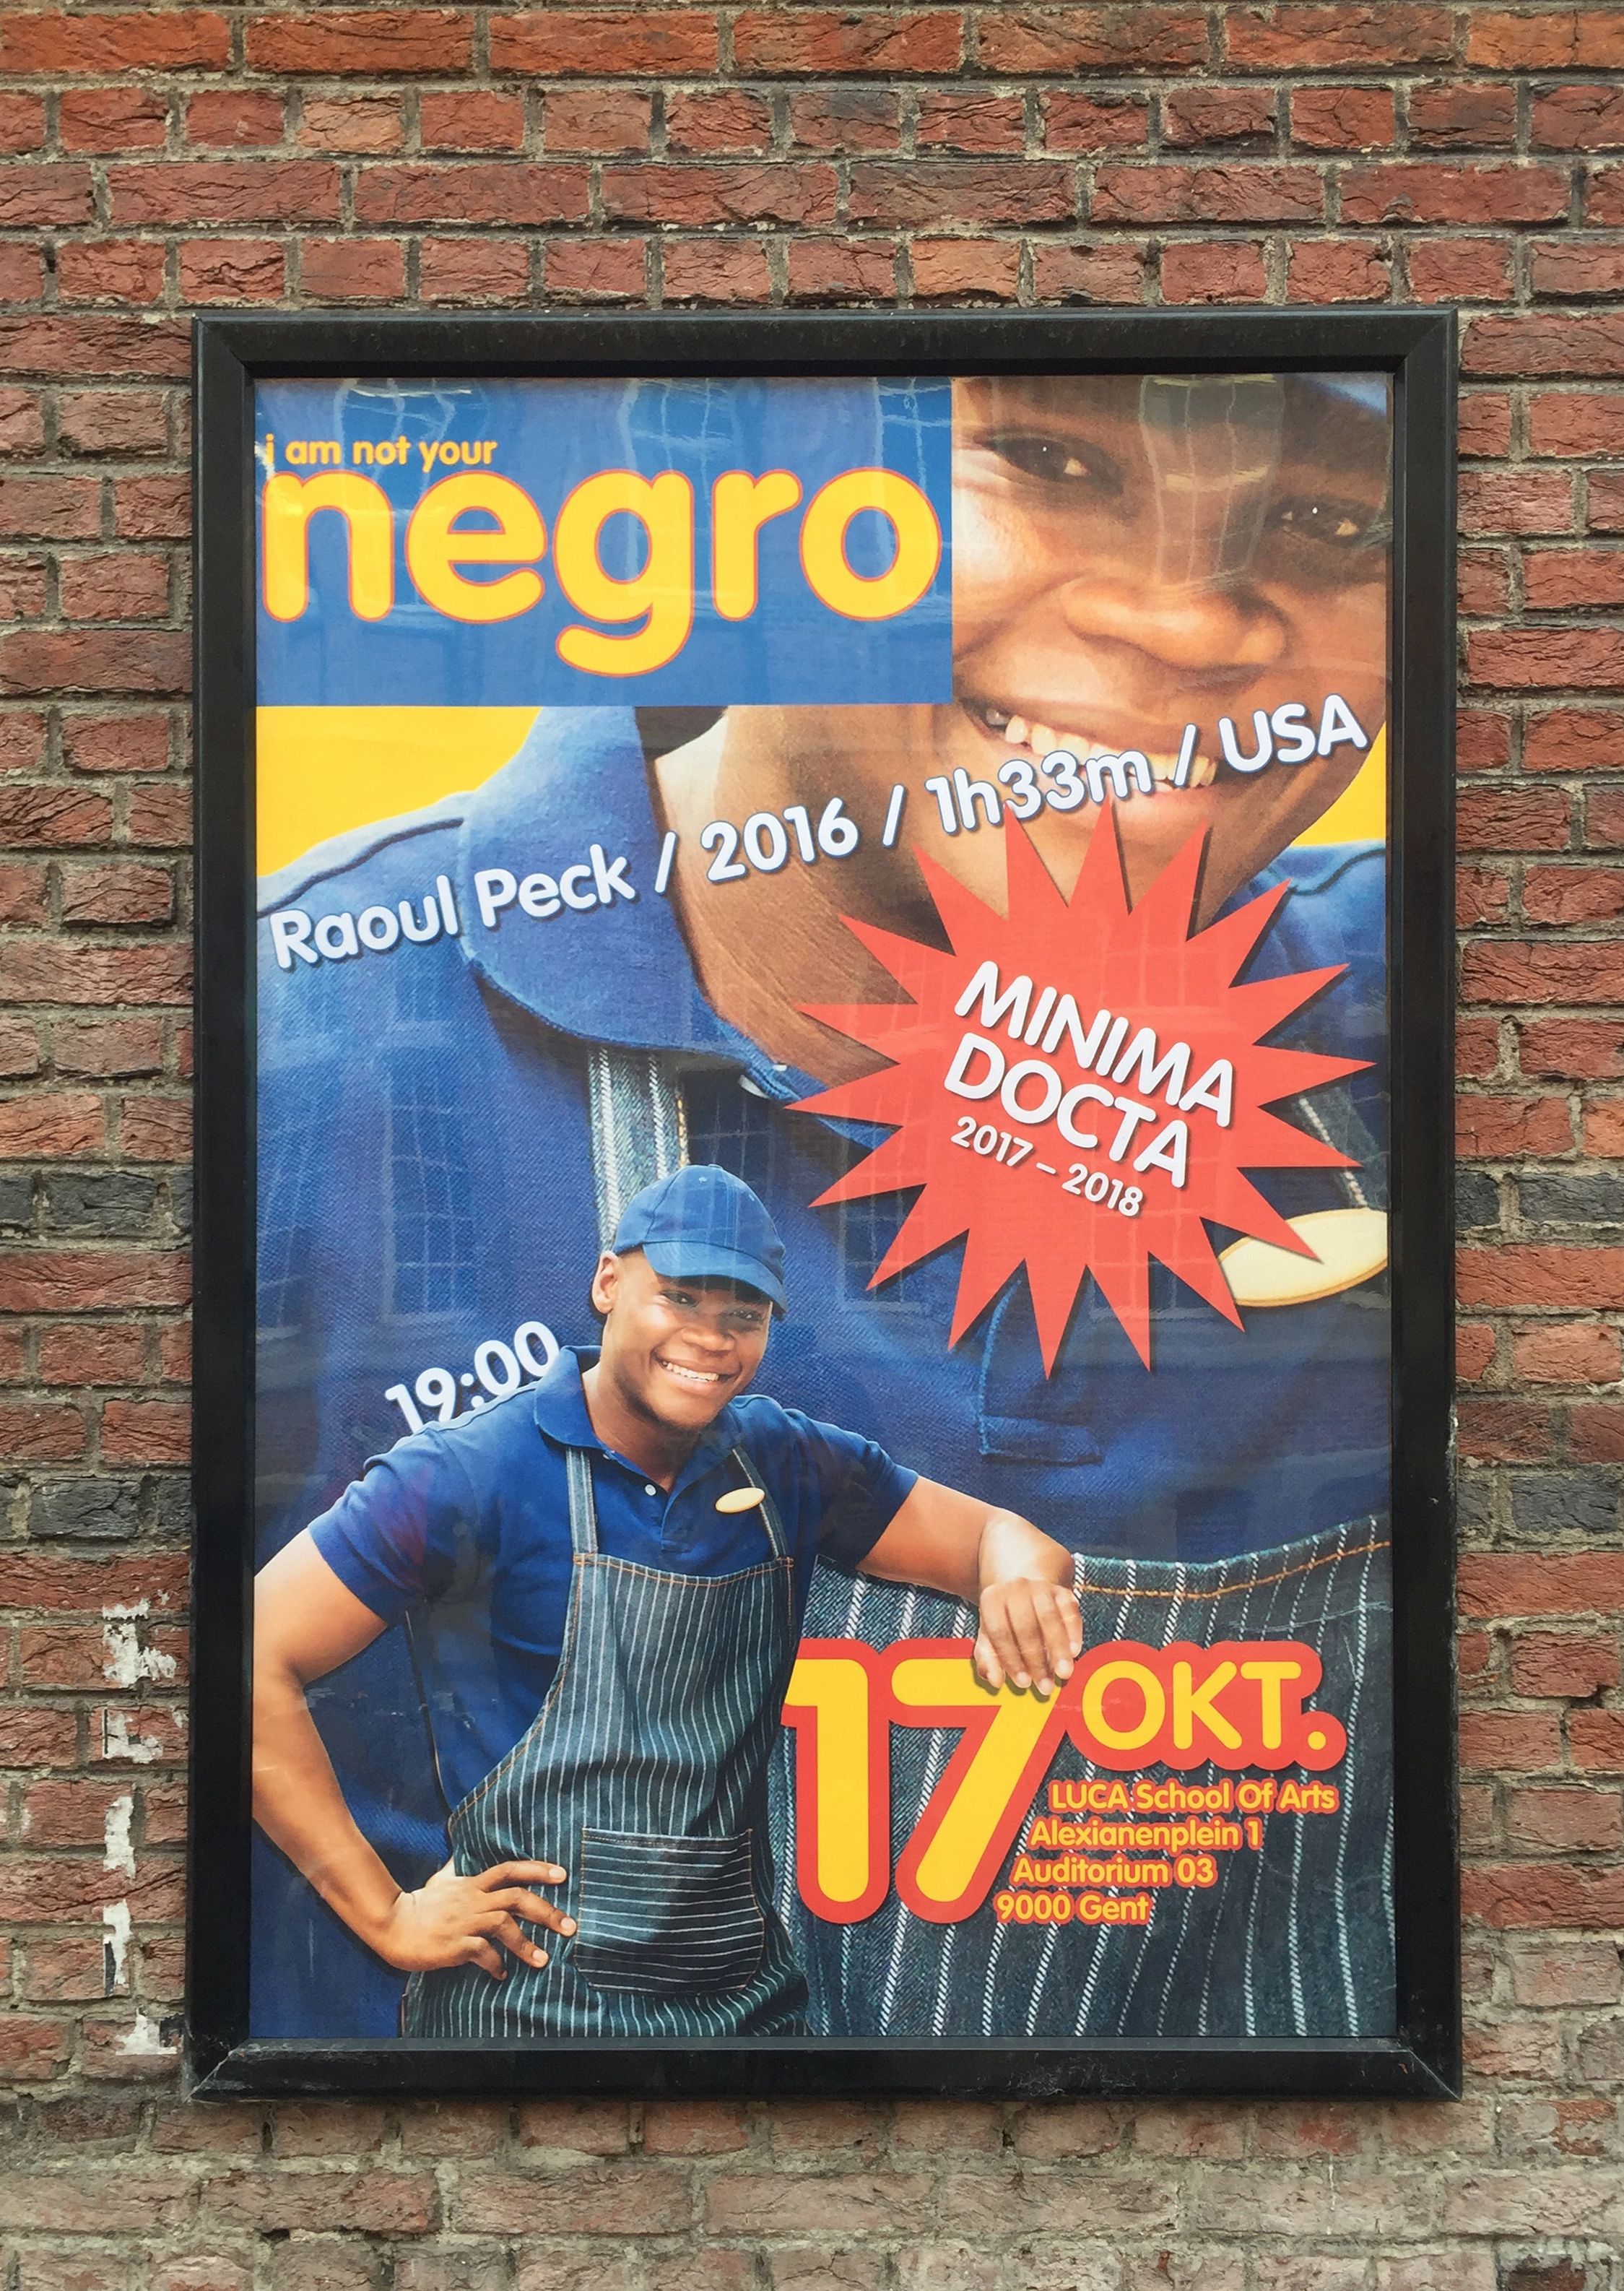 i am not your
negro
Raoul Peck / 2016 / 1h33m / USA
MINIMA
DOCTA
2017 – 2018
19:00
17 OKT.
LUCA School Of Arts
Alexianenplein 1
Auditorium 03
9000 Gent